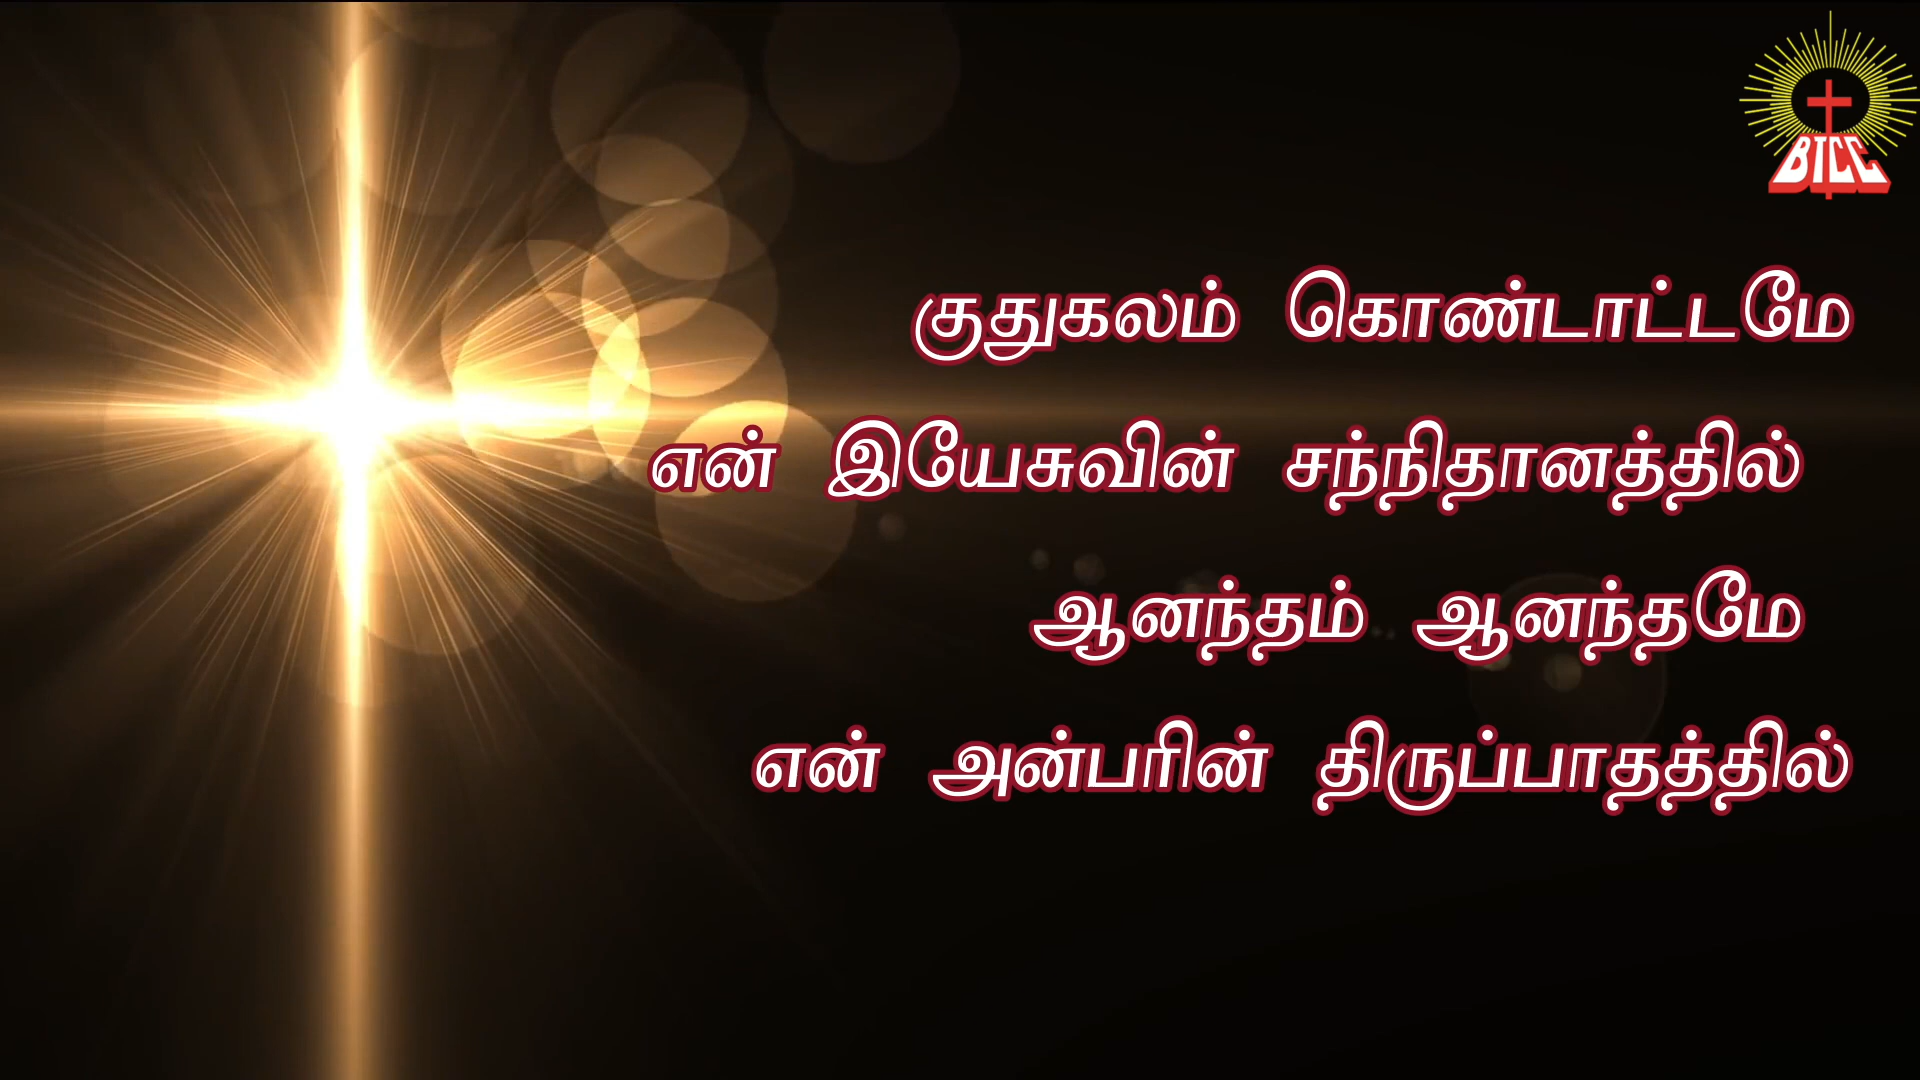 BICC
குதுகலம் கொண்டாட்டமே
என் இயேசுவின் சந்நிதானத்தில்
ஆனந்தம் ஆனந்தமே
என் அன்பரின் திருப்பாதத்தில்